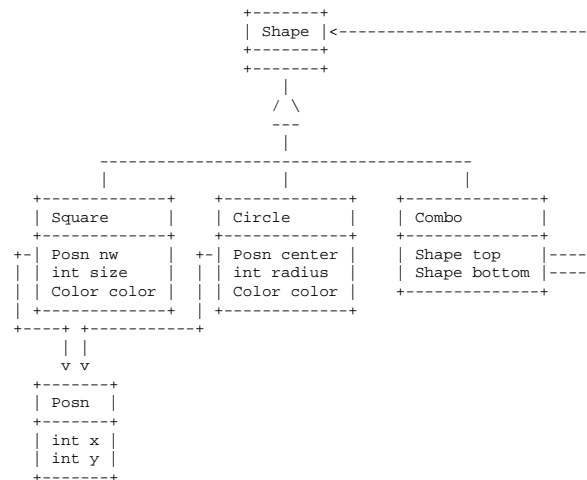 Shape
Square
Posn nw
int size
Color color
Circle
Posn center
int radius
Color color
Combo
Shape top
Shape bottom
v v
Posn
int x
int y